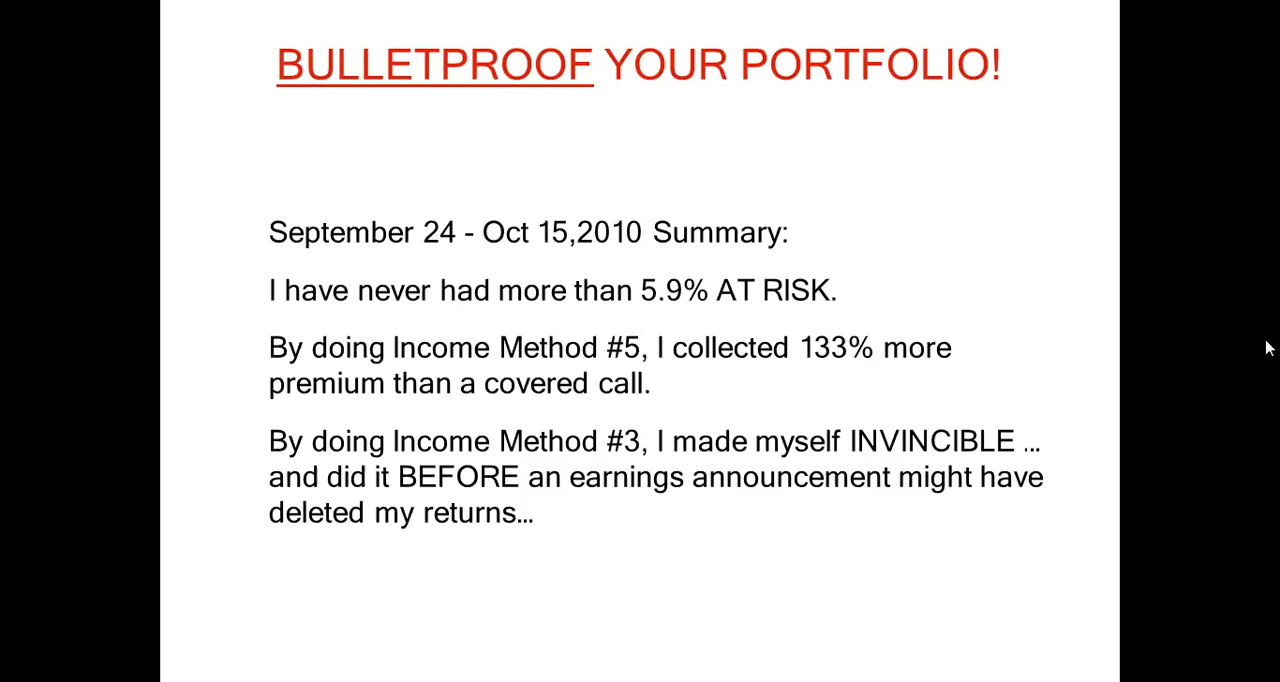 BULLETPROOF YOUR PORTFOLIO!
September 24 - Oct 15,2010 Summary:
I have never had more than 5.9% AT RISK.
By doing Income Method #5, I collected 133% more
premium than a covered call.
By doing Income Method #3, I made myself INVINCIBLE ...
and did it BEFORE an earnings announcement might have
deleted my returns...